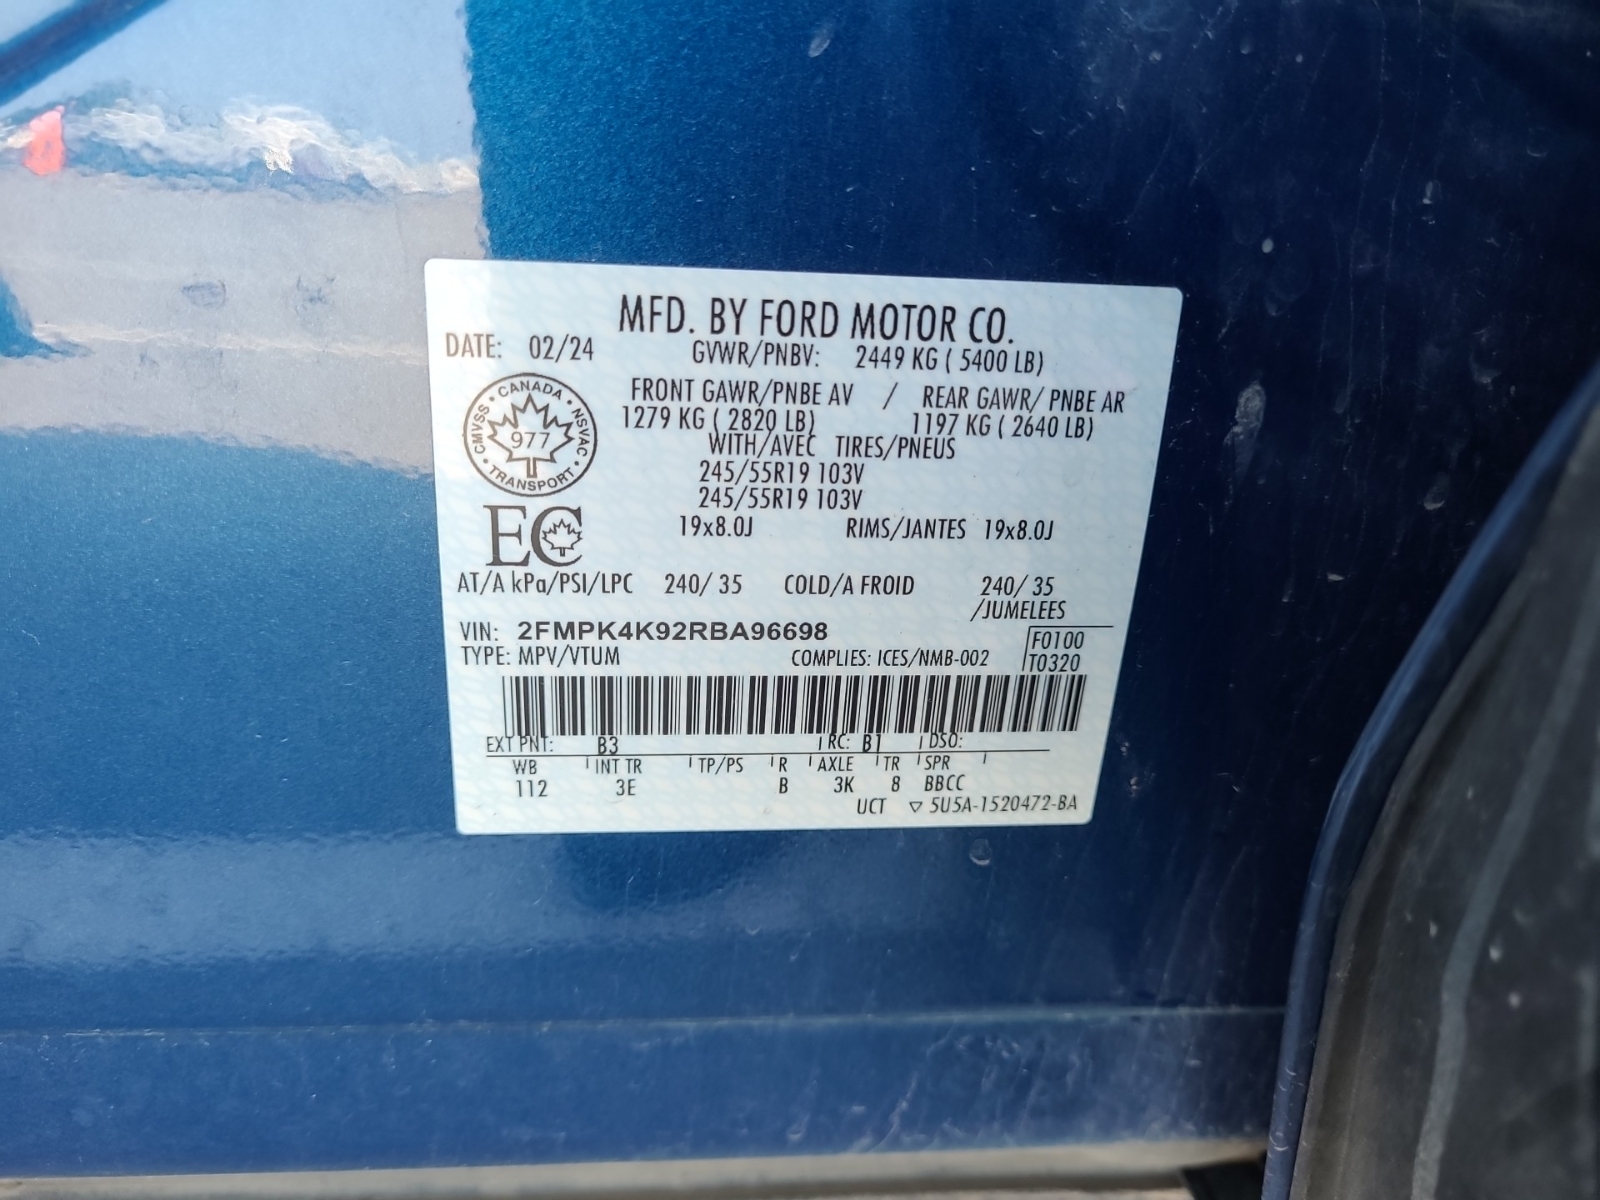 MFD. BY FORD MOTOR CO.
DATE: 02/24 GVWR/PNBV: 2449 KG ( 5400 LB)
FRONT GAWR/PNBE AV / REAR GAWR/ PNBE AR
1279 KG ( 2820 LB) 1197 KG ( 2640 LB)
WITH/AVEC TIRES/PNEUS
245/55R19 103V
245/55R19 103V
19x8.0J RIMS/JANTES 19x8.0J
CANADA • NSVAC • TRANSPORT • CMVSS •
977
EC
AT/A kPa/PSI/LPC 240/ 35 COLD/A FROID 240/ 35
/JUMELEES
VIN: 2FMPK4K92RBA96698 F0100
TYPE: MPV/VTUM COMPLIES: ICES/NMB-002 T0320
EXT PNT: B3 RC: B1 DSO:
WB INT TR TP/PS R AXLE TR SPR
112 3E B 3K 8 BBCC
UCT ▽ 5U5A-1520472-BA